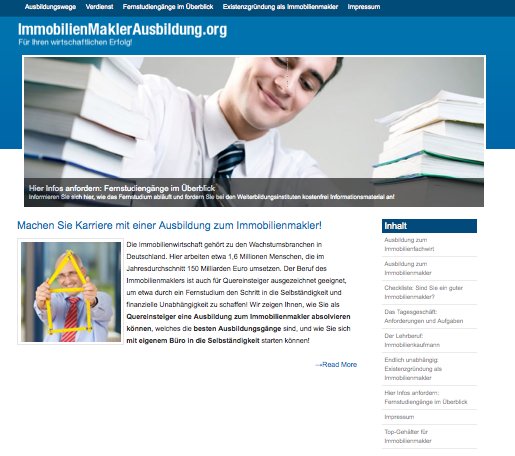 Ausbildungswege Verdienst Fernstudiengänge im Überblick Existenzgründung als Immobilienmakler Impressum
ImmobilienMaklerAusbildung.org
Für Ihren wirtschaftlichen Erfolg!
Hier Infos anfordern: Fernstudiengänge im Überblick
Informieren Sie sich hier, wie das Fernstudium abläuft und fordern Sie bei den Weiterbildungsinstituten kostenfrei Informationsmaterial an!
Machen Sie Karriere mit einer Ausbildung zum Immobilienmakler!
Die Immobilienwirtschaft gehört zu den Wachstumsbranchen in
Deutschland. Hier arbeiten etwa 1,6 Millionen Menschen, die im
Jahresdurchschnitt 150 Milliarden Euro umsetzen. Der Beruf des
Immobilienmaklers ist auch für Quereinsteiger ausgezeichnet geeignet,
um etwa durch ein Fernstudium den Schritt in die Selbständigkeit und
finanzielle Unabhängigkeit zu schaffen! Wir zeigen Ihnen, wie Sie als
Quereinsteiger eine Ausbildung zum Immobilienmakler absolvieren
können, welches die besten Ausbildungsgänge sind, und wie Sie sich
mit eigenem Büro in die Selbständigkeit starten können!
→Read More
Inhalt
Ausbildung zum
Immobilienfachwirt
Ausbildung zum
Immobilienmakler
Checkliste: Sind Sie ein guter
Immobilienmakler?
Das Tagesgeschäft:
Anforderungen und Aufgaben
Der Lehrberuf:
Immobilienkaufmann
Endlich unabhängig:
Existenzgründung als
Immobilienmakler
Hier Infos anfordern:
Fernstudiengänge im Überblick
Impressum
Top-Gehälter für
Immobilienmakler